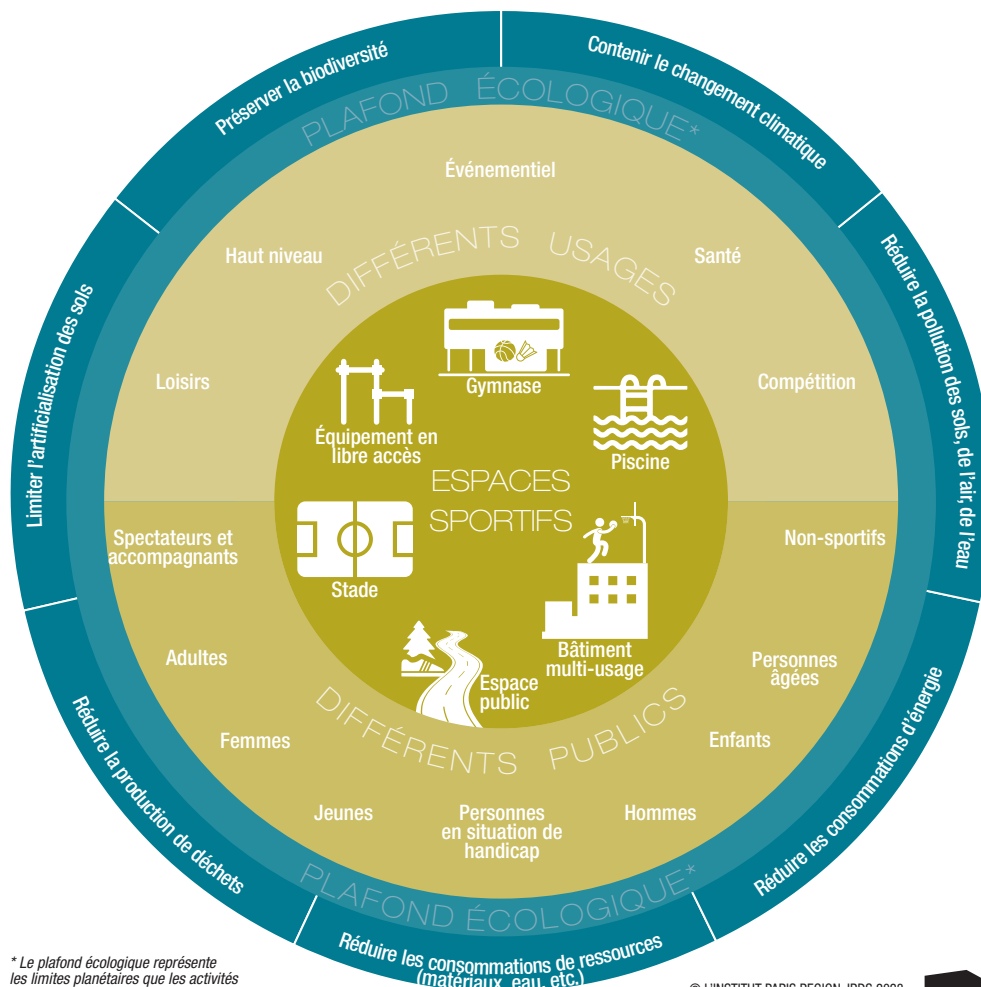 Préserver la biodiversité
Contenir le changement climatique
Réduire la pollution des sols, de l'air, de l'eau
Réduire les consommations d'énergie
Réduire les consommations de ressources
(matériaux, eau, etc.)
Réduire la production de déchets
Limiter l'artificialisation des sols
PLAFOND ÉCOLOGIQUE*
Événementiel
Haut niveau
Santé
Loisirs
Compétition
DIFFÉRENTS USAGES
Gymnase
Équipement en
libre accès
Piscine
ESPACES
SPORTIFS
Stade
Bâtiment
multi-usage
Espace
public
DIFFÉRENTS PUBLICS
Spectateurs et
accompagnants
Non-sportifs
Adultes
Personnes
âgées
Femmes
Enfants
Jeunes
Personnes
en situation de
handicap
Hommes
PLAFOND ÉCOLOGIQUE*
* Le plafond écologique représente
les limites planétaires que les activités
© L'INSTITUT PARIS REGION, IRDS